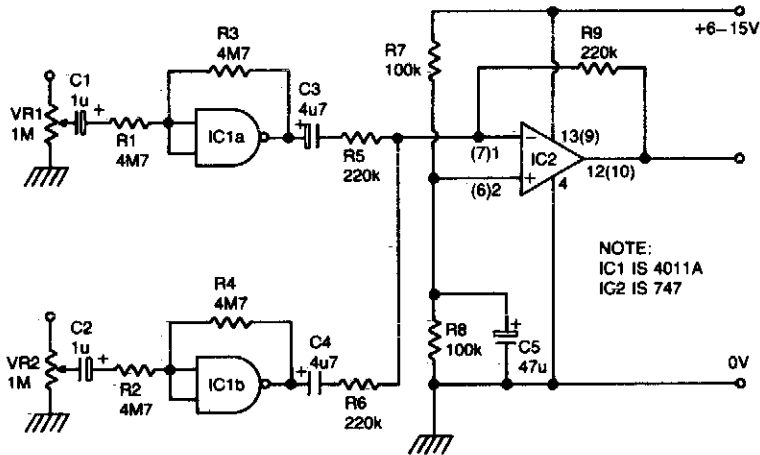 R3
4M7
C1
1u
+
VR1
1M
R1
4M7
IC1a
C3
4u7
+
R5
220k
R7
100k
R9
220k
+6-15V
(7)1
−
IC2
+
13(9)
(6)2
4
12(10)
NOTE:
IC1 IS 4011A
IC2 IS 747
R4
4M7
C2
1u
+
VR2
1M
R2
4M7
IC1b
C4
+
4u7
R6
220k
R8
100k
+
C5
47u
0V